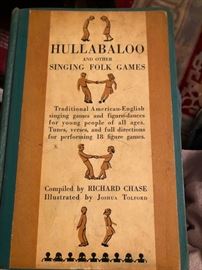 HULLABALOO
AND OTHER
SINGING FOLK GAMES
Traditional American-English
singing games and figure-dances
for young people of all ages.
Tunes, verses, and full directions
for performing 18 figure games.
Compiled by RICHARD CHASE
Illustrated by JOSHUA TOLFORD